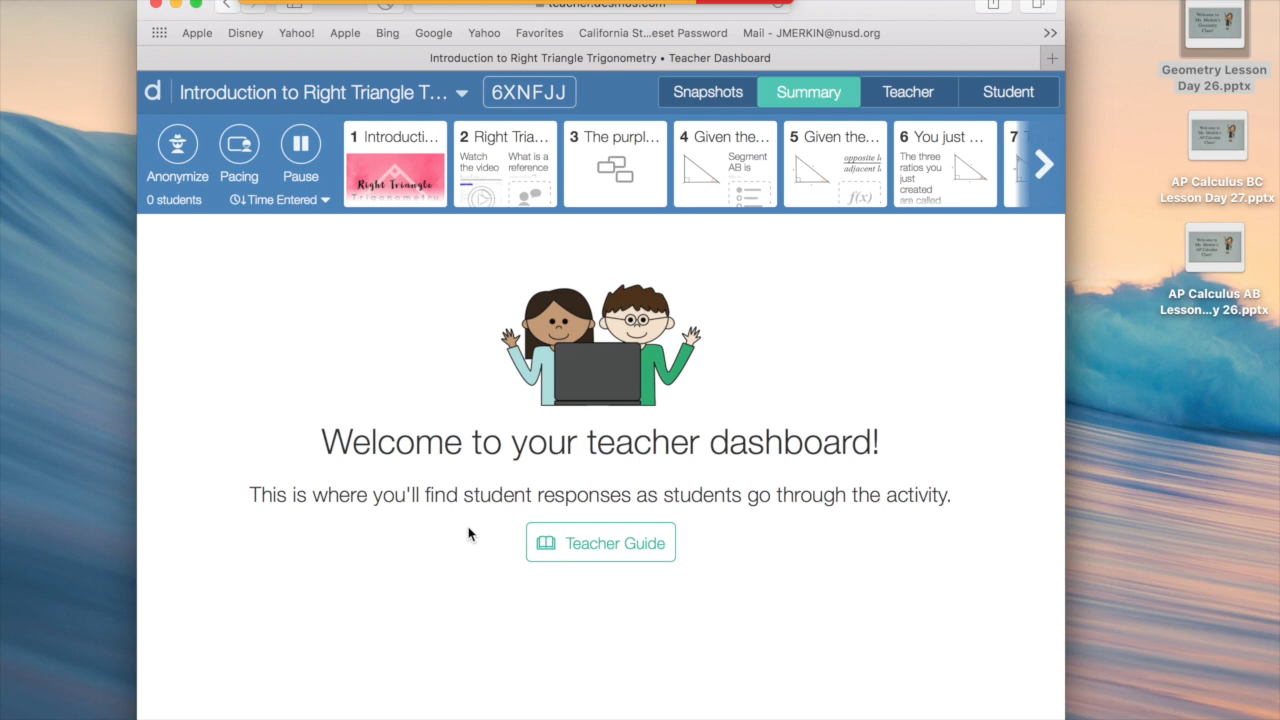 teacher.desmos.com
Apple
Disney
Yahoo!
Apple
Bing
Google
Yahoo
Favorites
California St...eset Password
Mail - JMERKIN@nusd.org
Introduction to Right Triangle Trigonometry • Teacher Dashboard
d
Introduction to Right Triangle T...
6XNFJJ
Snapshots
Summary
Teacher
Student
Anonymize
Pacing
Pause
0 students
Time Entered
1 Introducti...
Right Triangle
Trigonometry
2 Right Tria...
Watch
the video
What is a
reference
3 The purpl...
4 Given the...
Segment
AB is
5 Given the...
opposite l
adjacent l
f(x)
6 You just ...
The three
ratios you
just
created
are called
7
Welcome to your teacher dashboard!
This is where you'll find student responses as students go through the activity.
Teacher Guide
Geometry Lesson
Day 26.pptx
AP Calculus BC
Lesson Day 27.pptx
AP Calculus AB
Lesson...y 26.pptx